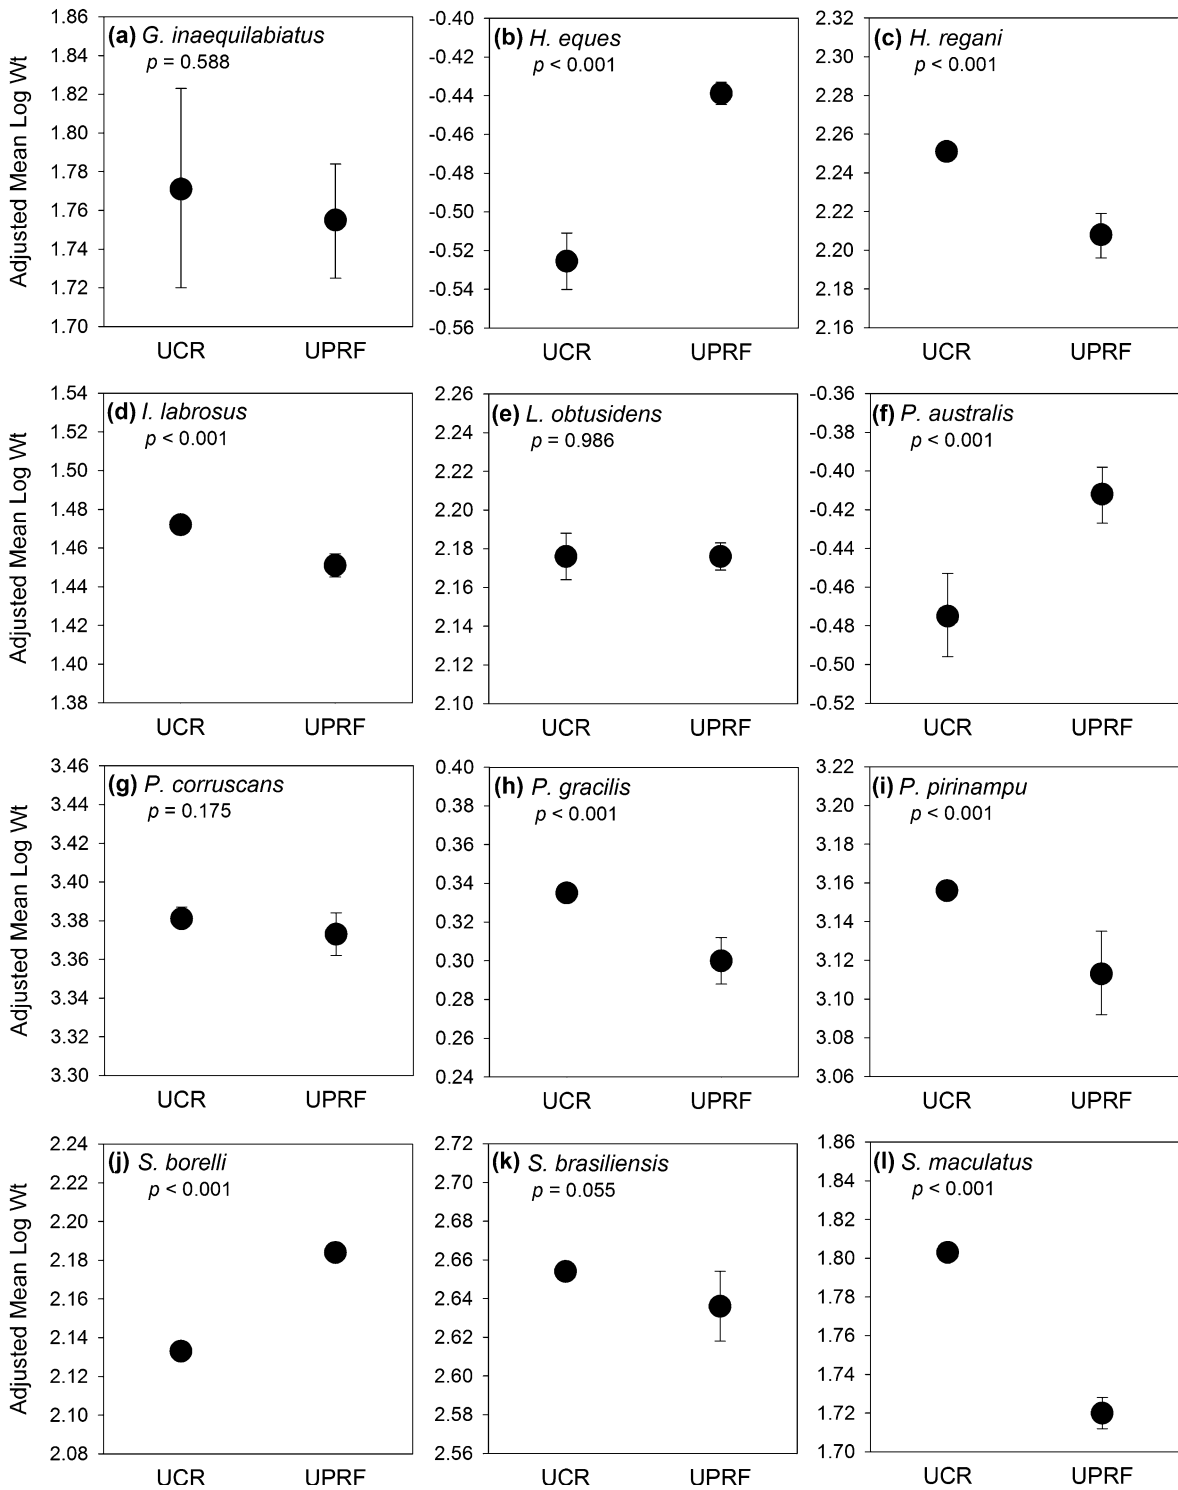 (a) G. inaequilabiatus
p = 0.588
Adjusted Mean Log Wt
1.86
1.84
1.82
1.80
1.78
1.76
1.74
1.72
1.70
UCR UPRF
(b) H. eques
p < 0.001
-0.40
-0.42
-0.44
-0.46
-0.48
-0.50
-0.52
-0.54
-0.56
UCR UPRF
(c) H. regani
p < 0.001
2.32
2.30
2.28
2.26
2.24
2.22
2.20
2.18
2.16
UCR UPRF
(d) I. labrosus
p < 0.001
Adjusted Mean Log Wt
1.54
1.52
1.50
1.48
1.46
1.44
1.42
1.40
1.38
UCR UPRF
(e) L. obtusidens
p = 0.986
2.26
2.24
2.22
2.20
2.18
2.16
2.14
2.12
2.10
UCR UPRF
(f) P. australis
p < 0.001
-0.36
-0.38
-0.40
-0.42
-0.44
-0.46
-0.48
-0.50
-0.52
UCR UPRF
(g) P. corruscans
p = 0.175
Adjusted Mean Log Wt
3.46
3.44
3.42
3.40
3.38
3.36
3.34
3.32
3.30
UCR UPRF
(h) P. gracilis
p < 0.001
0.40
0.38
0.36
0.34
0.32
0.30
0.28
0.26
0.24
UCR UPRF
(i) P. pirinampu
p < 0.001
3.22
3.20
3.18
3.16
3.14
3.12
3.10
3.08
3.06
UCR UPRF
(j) S. borelli
p < 0.001
Adjusted Mean Log Wt
2.24
2.22
2.20
2.18
2.16
2.14
2.12
2.10
2.08
UCR UPRF
(k) S. brasiliensis
p = 0.055
2.72
2.70
2.68
2.66
2.64
2.62
2.60
2.58
2.56
UCR UPRF
(l) S. maculatus
p < 0.001
1.86
1.84
1.82
1.80
1.78
1.76
1.74
1.72
1.70
UCR UPRF